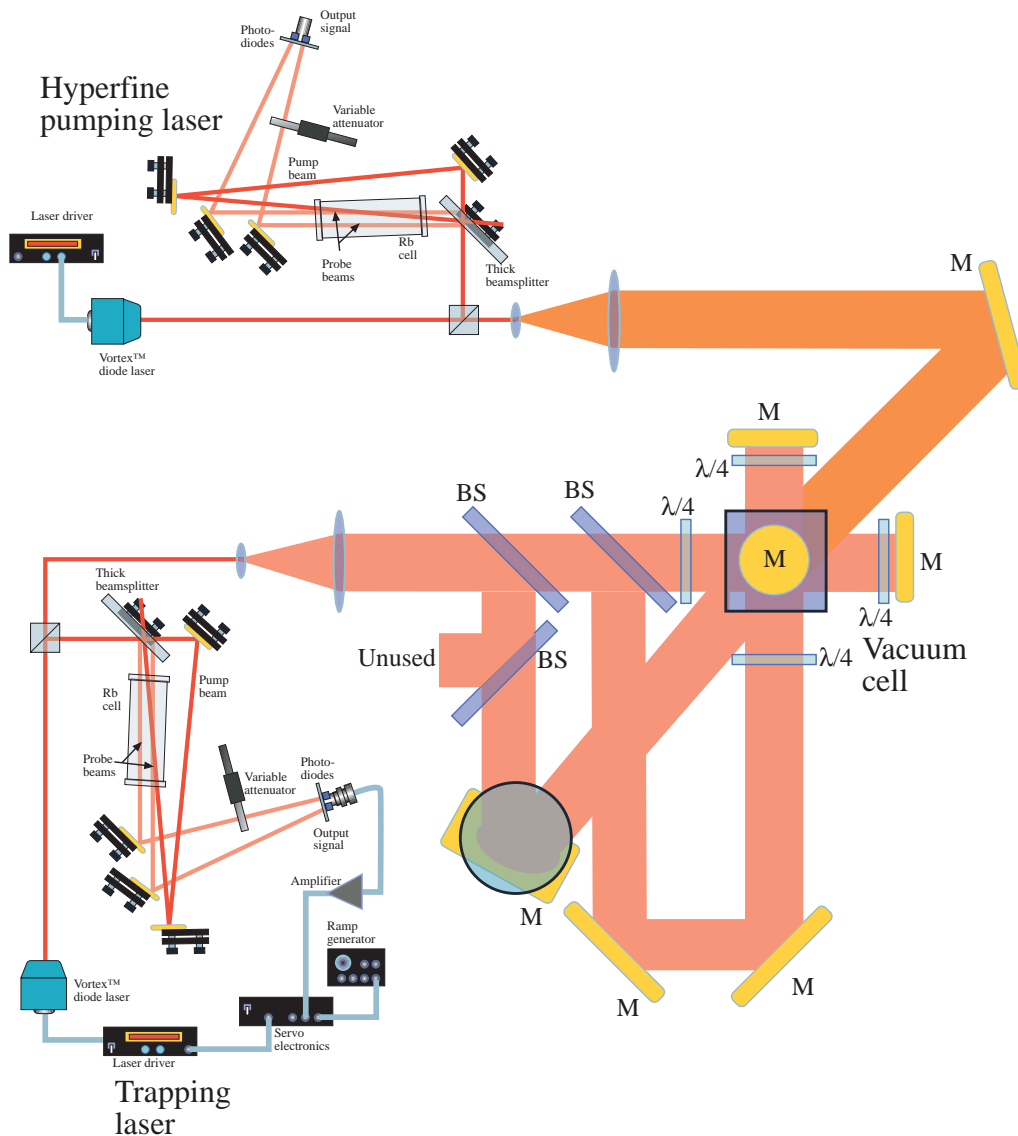 Output
signal
Photo-
diodes
Hyperfine
pumping laser
Variable
attenuator
Pump
beam
Laser driver
Rb
cell
Probe
beams
Thick
beamsplitter
Vortex™
diode laser
M
M
λ/4
BS
BS
λ/4
M
M
λ/4
Thick
beamsplitter
Unused
BS
λ/4
Vacuum
cell
Rb
cell
Pump
beam
Probe
beams
Variable
attenuator
Photo-
diodes
Output
signal
Amplifier
M
Ramp
generator
M
M
Vortex™
diode laser
Servo
electronics
Laser driver
Trapping
laser